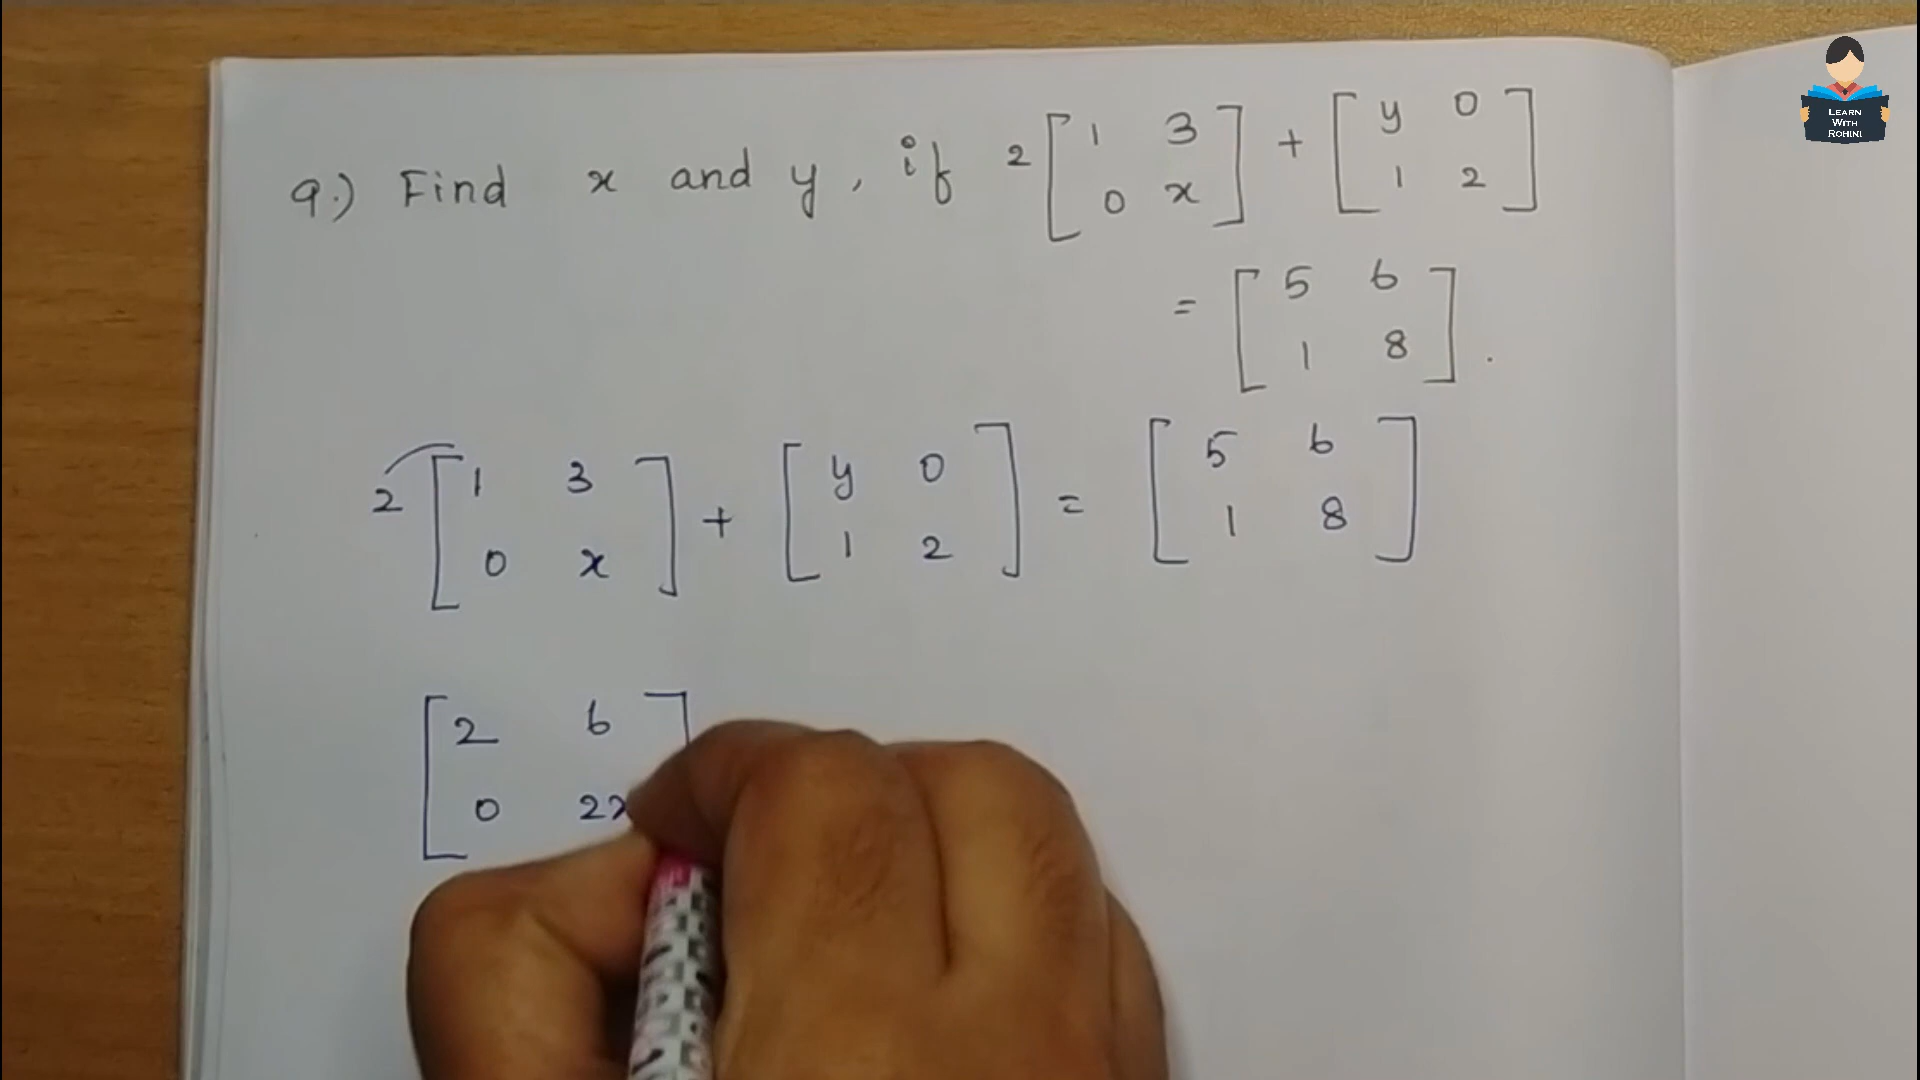 9.) Find x and y, if 2 [ 1 3 ] + [ y 0 ]
[ 0 x ] [ 1 2 ]
= [ 5 6 ]
[ 1 8 ] .
2 [ 1 3 ] + [ y 0 ] = [ 5 6 ]
[ 0 x ] [ 1 2 ] [ 1 8 ]
[ 2 6 ]
[ 0 2x
LEARN
WITH
ROHINI